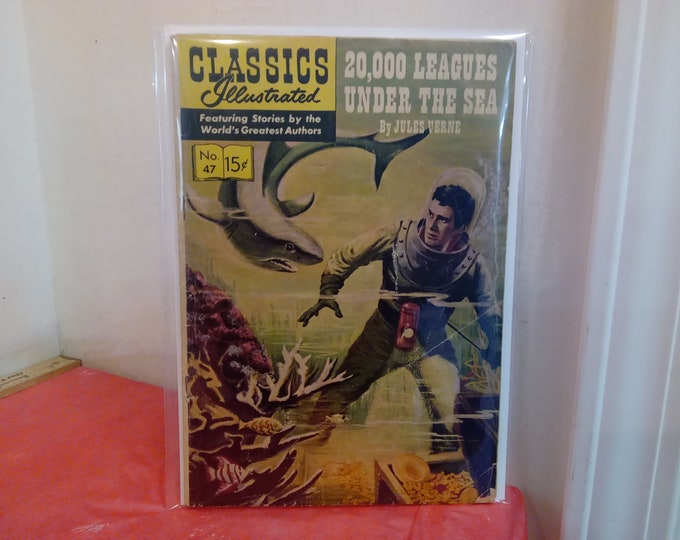 CLASSICS
Illustrated
Featuring Stories by the
World's Greatest Authors
No.
47
15¢
20,000 LEAGUES
UNDER THE SEA
By JULES VERNE